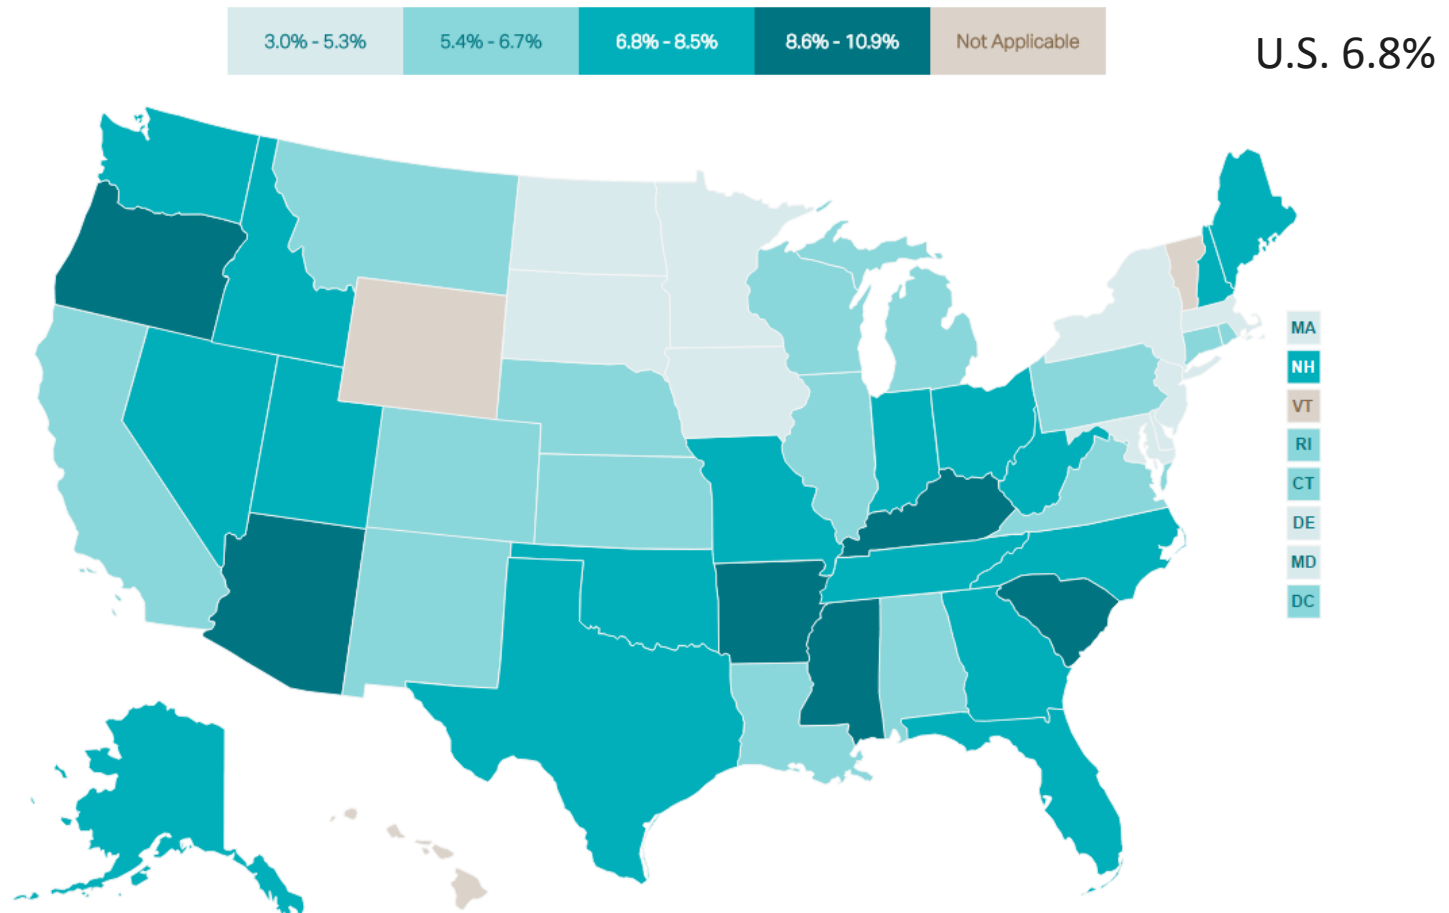 3.0% - 5.3% 5.4% - 6.7% 6.8% - 8.5% 8.6% - 10.9% Not Applicable
U.S. 6.8%
MA
NH
VT
RI
CT
DE
MD
DC